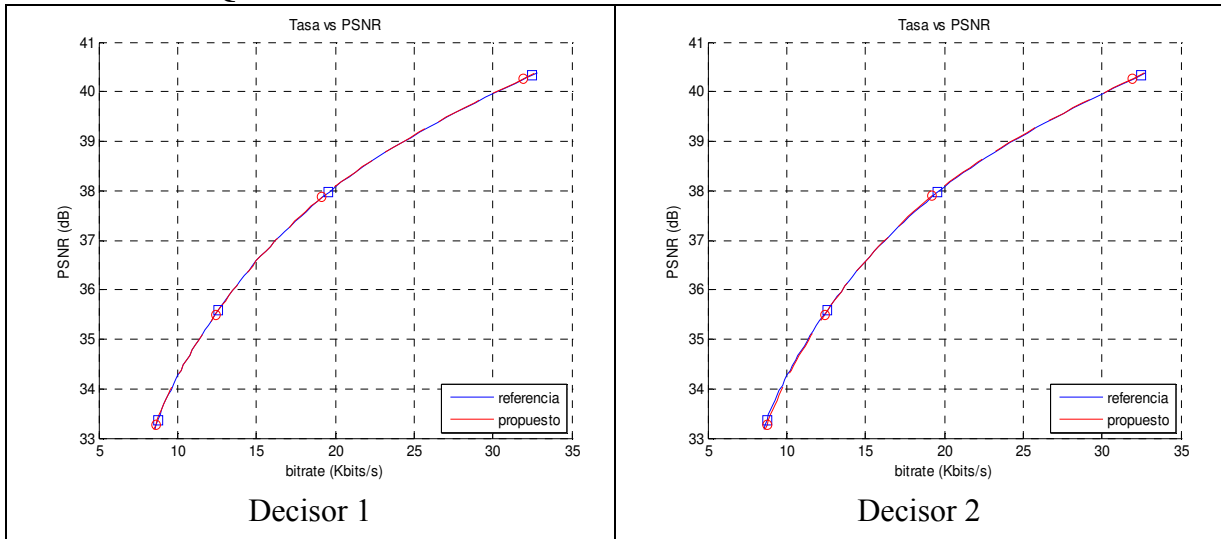 Tasa vs PSNR
41
40
39
38
37
36
35
34
33
PSNR (dB)
5 10 15 20 25 30 35
bitrate (Kbits/s)
referencia
propuesto
Decisor 1
Tasa vs PSNR
41
40
39
38
37
36
35
34
33
PSNR (dB)
5 10 15 20 25 30 35
bitrate (Kbits/s)
referencia
propuesto
Decisor 2